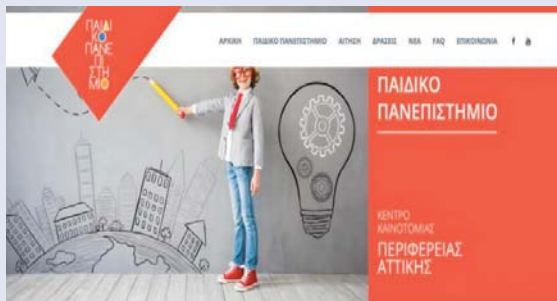 ΠΑΙΔΙ
ΚΟ
ΠΑΝΕ
ΠΙ
ΣΤΗ
ΜΙΟ
ΑΡΧΙΚΗ ΠΑΙΔΙΚΟ ΠΑΝΕΠΙΣΤΗΜΙΟ ΑΙΤΗΣΗ ΔΡΑΣΕΙΣ ΝΕΑ FAQ ΕΠΙΚΟΙΝΩΝΙΑ
ΠΑΙΔΙΚΟ
ΠΑΝΕΠΙΣΤΗΜΙΟ
ΚΕΝΤΡΟ
ΚΑΙΝΟΤΟΜΙΑΣ
ΠΕΡΙΦΕΡΕΙΑΣ
ΑΤΤΙΚΗΣ